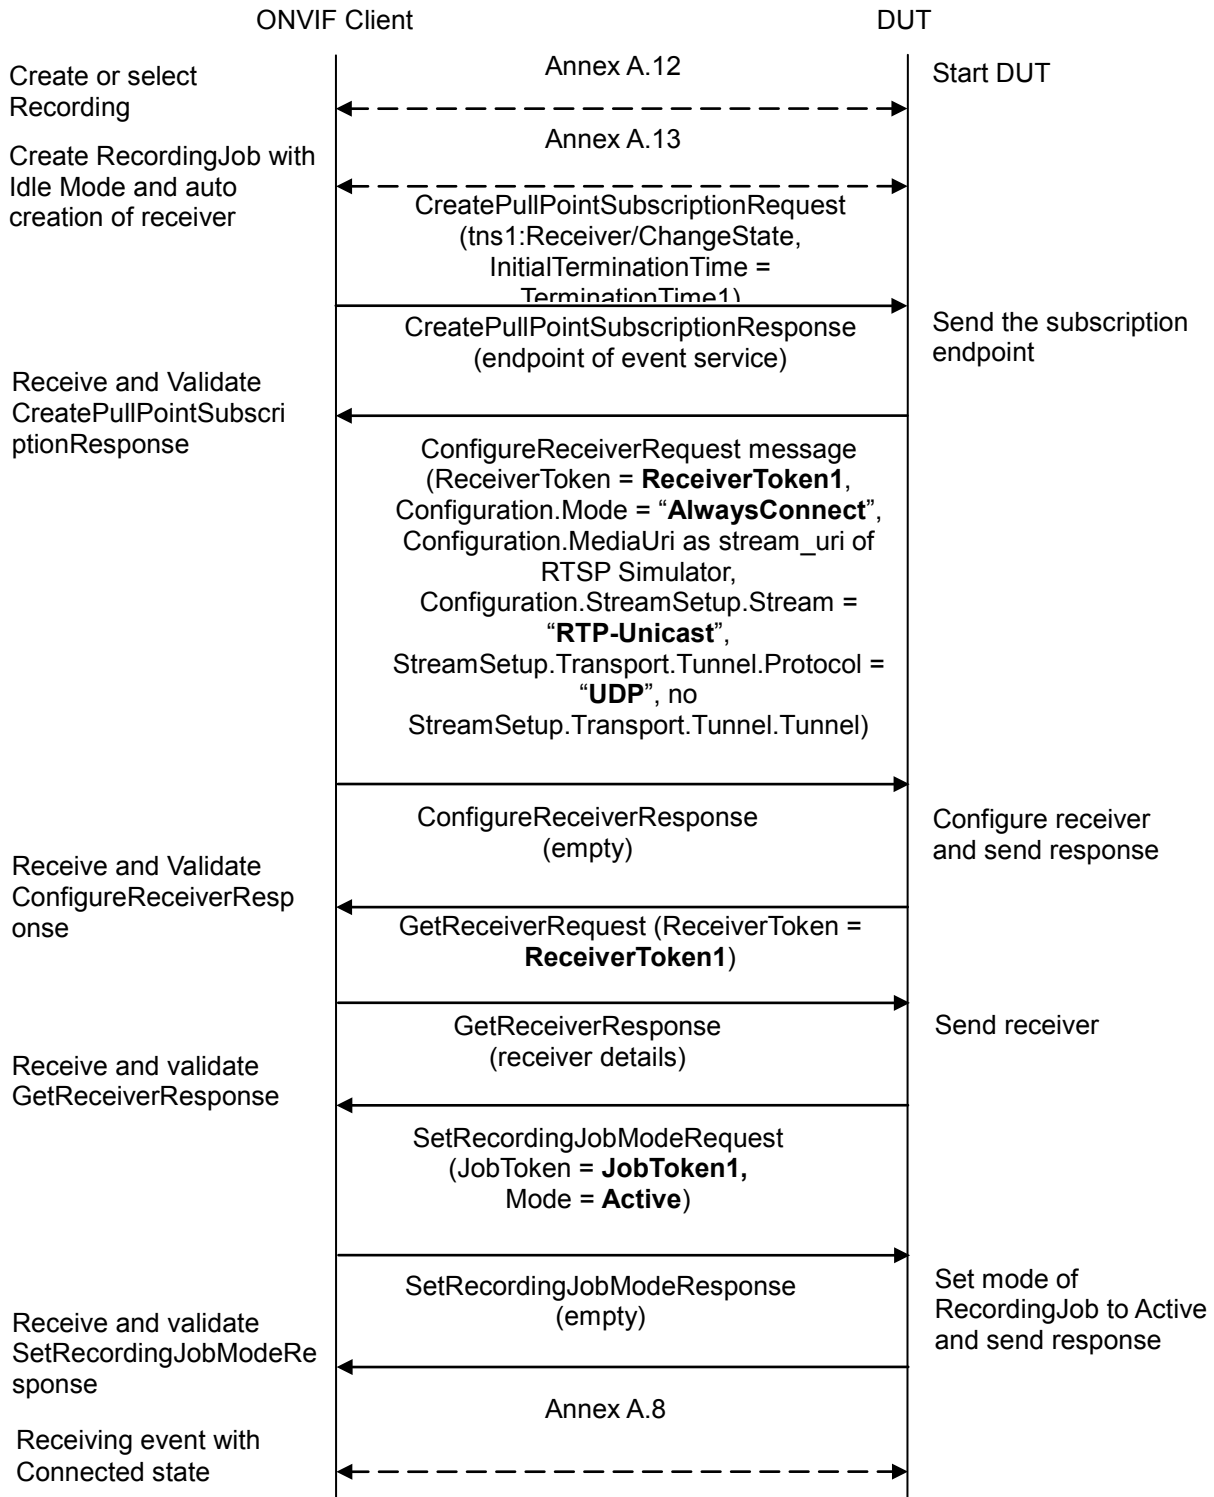 ONVIF Client
DUT
Annex A.12
Create or select
Recording
Start DUT
Annex A.13
Create RecordingJob with
Idle Mode and auto
creation of receiver
CreatePullPointSubscriptionRequest
(tns1:Receiver/ChangeState,
InitialTerminationTime =
TerminationTime1)
CreatePullPointSubscriptionResponse
(endpoint of event service)
Send the subscription
endpoint
Receive and Validate
CreatePullPointSubscri
ptionResponse
ConfigureReceiverRequest message
(ReceiverToken = ReceiverToken1,
Configuration.Mode = “AlwaysConnect”,
Configuration.MediaUri as stream_uri of
RTSP Simulator,
Configuration.StreamSetup.Stream =
“RTP-Unicast”,
StreamSetup.Transport.Tunnel.Protocol =
“UDP”, no
StreamSetup.Transport.Tunnel.Tunnel)
ConfigureReceiverResponse
(empty)
Configure receiver
and send response
Receive and Validate
ConfigureReceiverResp
onse
GetReceiverRequest (ReceiverToken =
ReceiverToken1)
GetReceiverResponse
(receiver details)
Send receiver
Receive and validate
GetReceiverResponse
SetRecordingJobModeRequest
(JobToken = JobToken1,
Mode = Active)
SetRecordingJobModeResponse
(empty)
Set mode of
RecordingJob to Active
and send response
Receive and validate
SetRecordingJobModeRe
sponse
Annex A.8
Receiving event with
Connected state